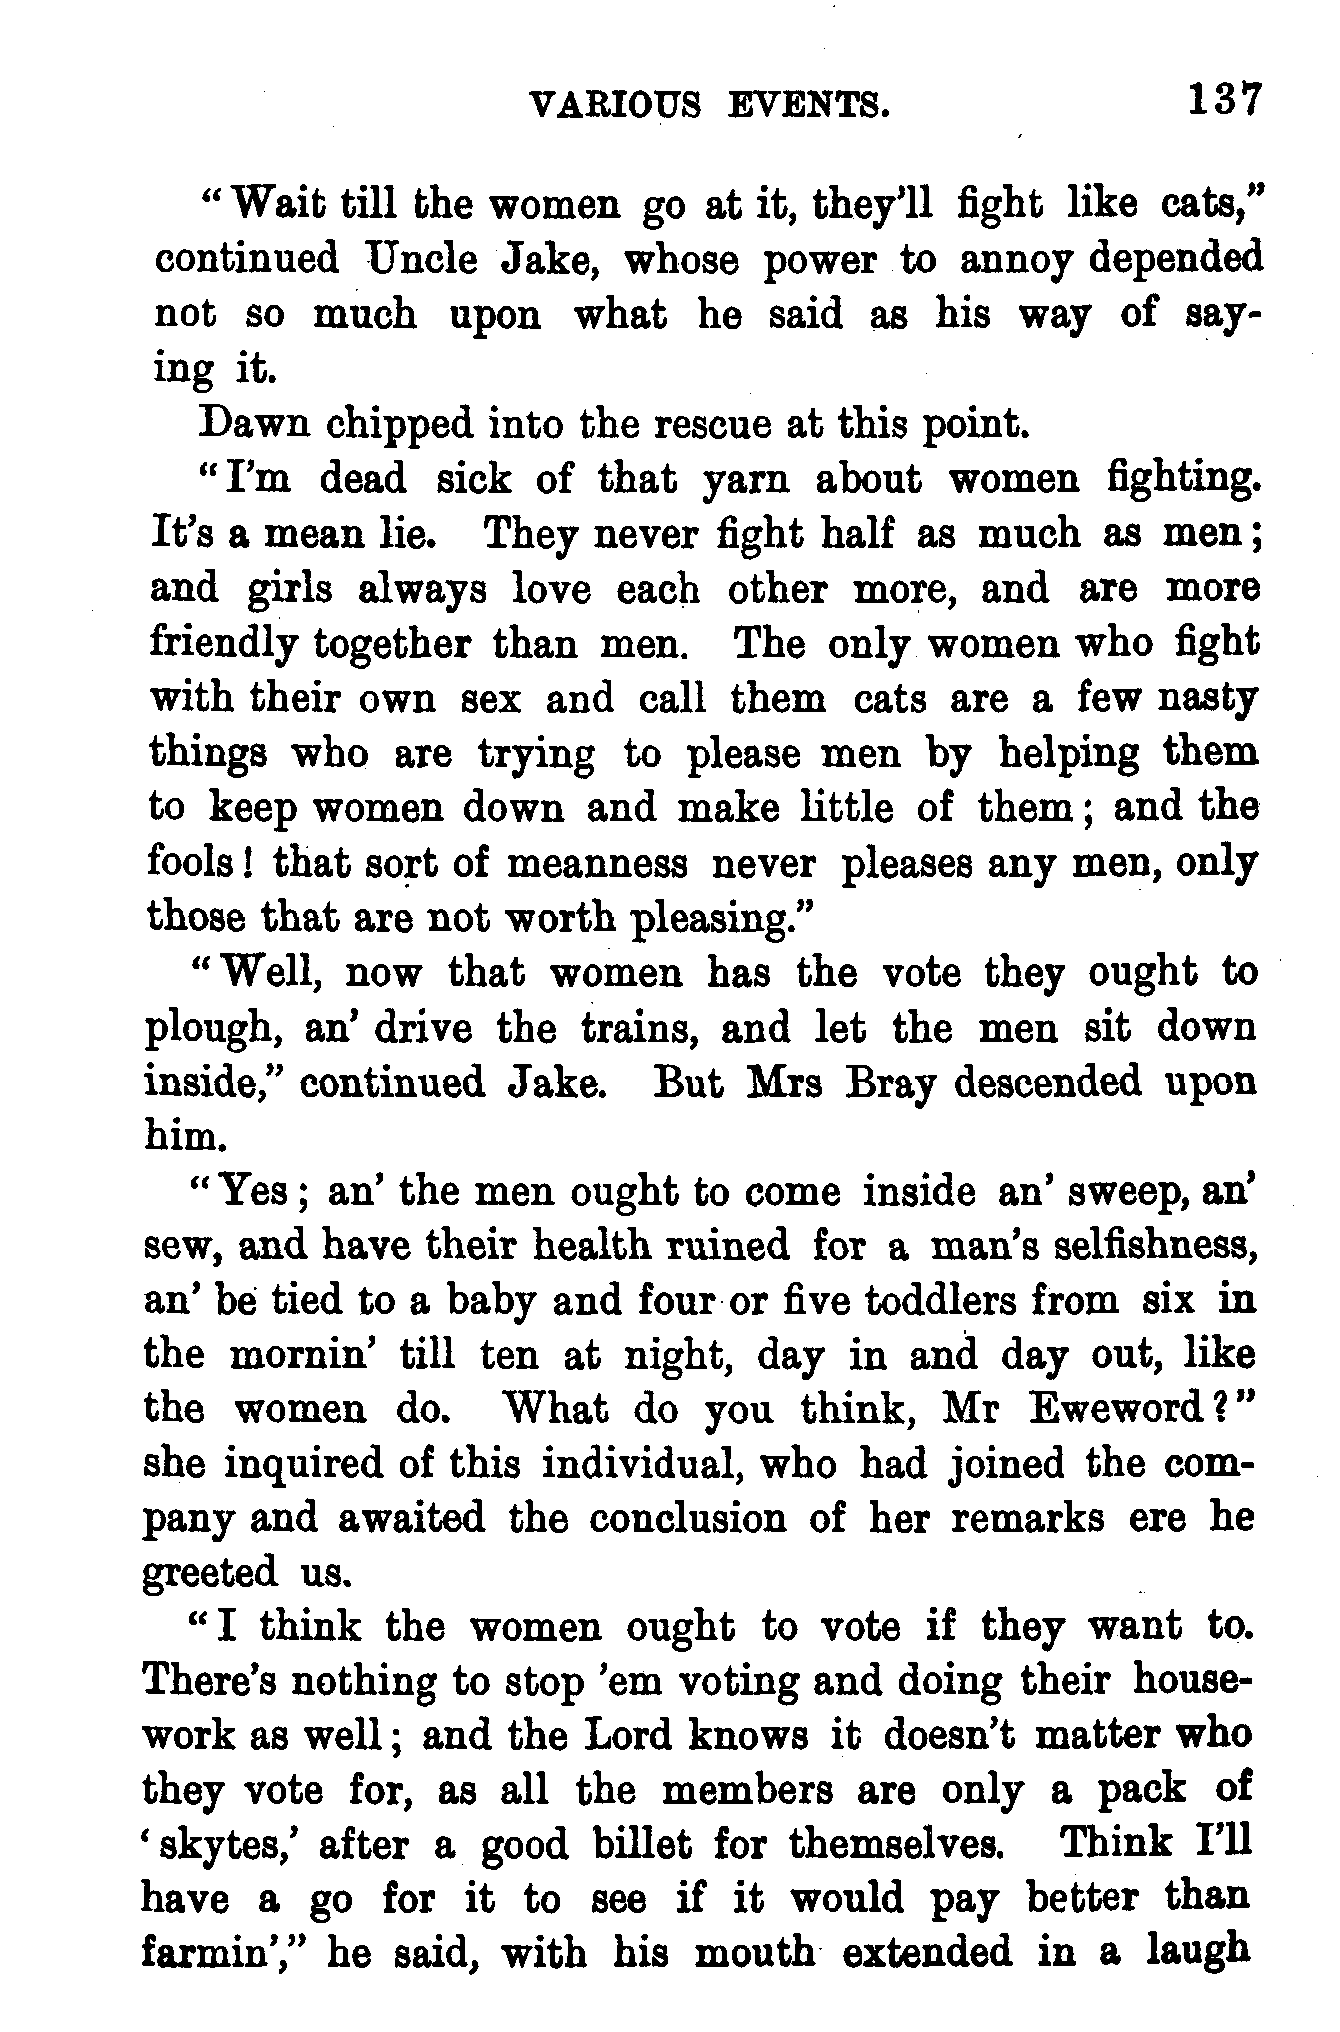 VARIOUS EVENTS. 137
"Wait till the women go at it, they'll fight like cats,"
continued Uncle Jake, whose power to annoy depended
not so much upon what he said as his way of say-
ing it.
Dawn chipped into the rescue at this point.
"I'm dead sick of that yarn about women fighting.
It's a mean lie. They never fight half as much as men;
and girls always love each other more, and are more
friendly together than men. The only women who fight
with their own sex and call them cats are a few nasty
things who are trying to please men by helping them
to keep women down and make little of them; and the
fools! that sort of meanness never pleases any men, only
those that are not worth pleasing."
"Well, now that women has the vote they ought to
plough, an' drive the trains, and let the men sit down
inside," continued Jake. But Mrs Bray descended upon
him.
"Yes; an' the men ought to come inside an' sweep, an'
sew, and have their health ruined for a man's selfishness,
an' be tied to a baby and four or five toddlers from six in
the mornin' till ten at night, day in and day out, like
the women do. What do you think, Mr Eweword?"
she inquired of this individual, who had joined the com-
pany and awaited the conclusion of her remarks ere he
greeted us.
"I think the women ought to vote if they want to.
There's nothing to stop 'em voting and doing their house-
work as well; and the Lord knows it doesn't matter who
they vote for, as all the members are only a pack of
'skytes,' after a good billet for themselves. Think I'll
have a go for it to see if it would pay better than
farmin'," he said, with his mouth extended in a laugh